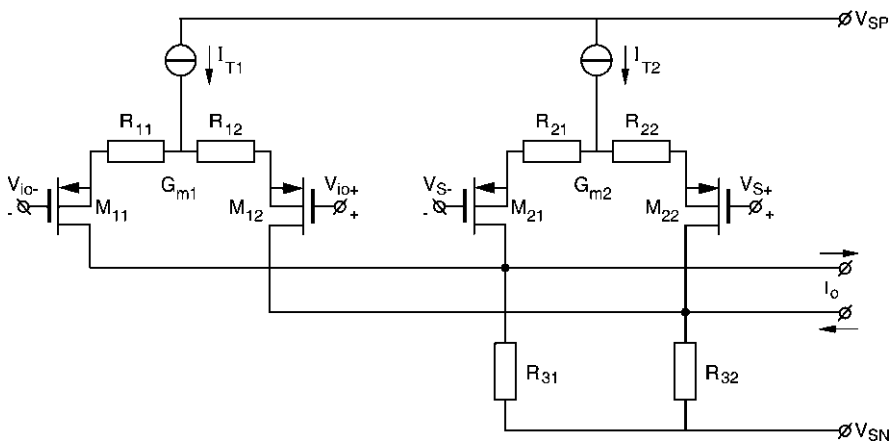 V_SP
I_T1
I_T2
R_11 R_12
R_21 R_22
V_io- G_m1 V_io+
V_S- G_m2 V_S+
- M_11 M_12 +
- M_21 M_22 +
I_o
R_31 R_32
V_SN